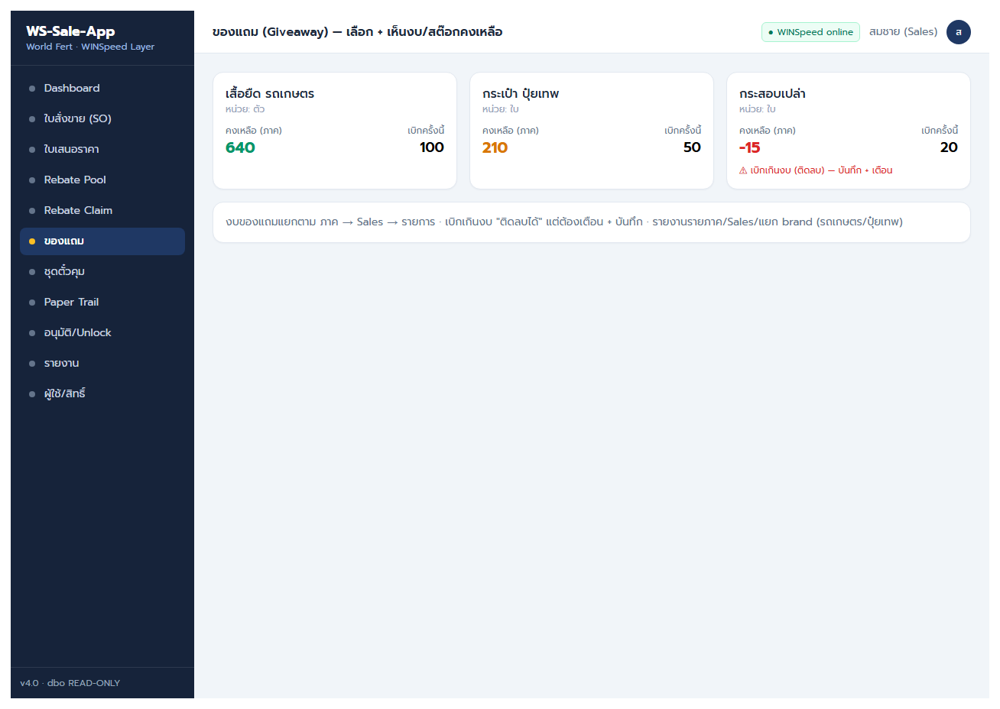 WS-Sale-App
World Fert · WINSpeed Layer
Dashboard
ใบสั่งขาย (SO)
ใบเสนอราคา
Rebate Pool
Rebate Claim
ของแถม
ชุดตั๋วคุม
Paper Trail
อนุมัติ/Unlock
รายงาน
ผู้ใช้/สิทธิ์
v4.0 · dbo READ-ONLY
ของแถม (Giveaway) — เลือก + เห็นงบ/สต๊อกคงเหลือ
● WINSpeed online
สมชาย (Sales)
ส
เสื้อยืด รถเกษตร
หน่วย: ตัว
คงเหลือ (ภาค) เบิกครั้งนี้
640 100
กระเป๋า ปุ๋ยเทพ
หน่วย: ใบ
คงเหลือ (ภาค) เบิกครั้งนี้
210 50
กระสอบเปล่า
หน่วย: ใบ
คงเหลือ (ภาค) เบิกครั้งนี้
-15 20
⚠ เบิกเกินงบ (ติดลบ) — บันทึก + เตือน
งบของแถมแยกตาม ภาค → Sales → รายการ · เบิกเกินงบ "ติดลบได้" แต่ต้องเตือน + บันทึก · รายงานรายภาค/Sales/แยก brand (รถเกษตร/ปุ๋ยเทพ)